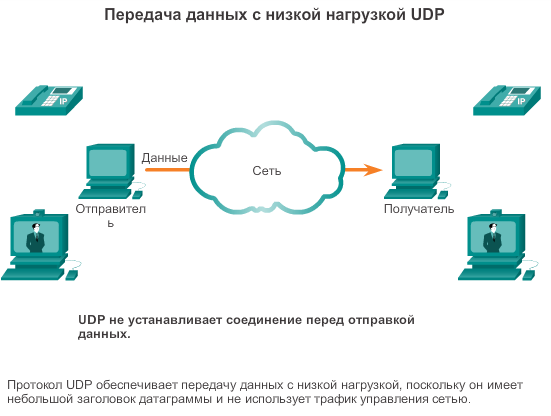 Передача данных с низкой нагрузкой UDP
IP
IP
Данные
Сеть
Отправител
ь
Получатель
UDP не устанавливает соединение перед отправкой
данных.
Протокол UDP обеспечивает передачу данных с низкой нагрузкой, поскольку он имеет
небольшой заголовок датаграммы и не использует трафик управления сетью.